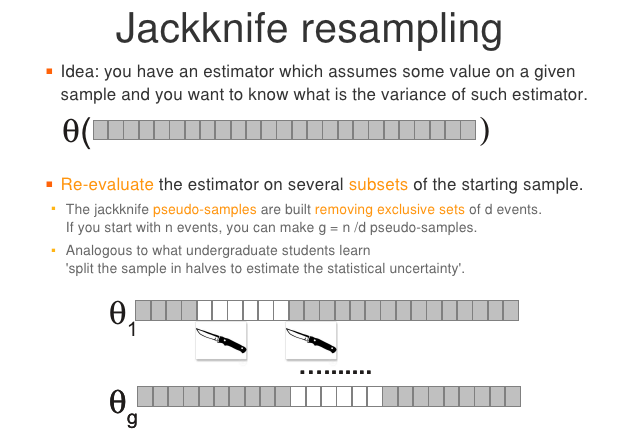 Jackknife resampling
Idea: you have an estimator which assumes some value on a given
sample and you want to know what is the variance of such estimator.
θ( )
Re-evaluate the estimator on several subsets of the starting sample.
The jackknife pseudo-samples are built removing exclusive sets of d events.
If you start with n events, you can make g = n /d pseudo-samples.
Analogous to what undergraduate students learn
'split the sample in halves to estimate the statistical uncertainty'.
θ1
..........
θg